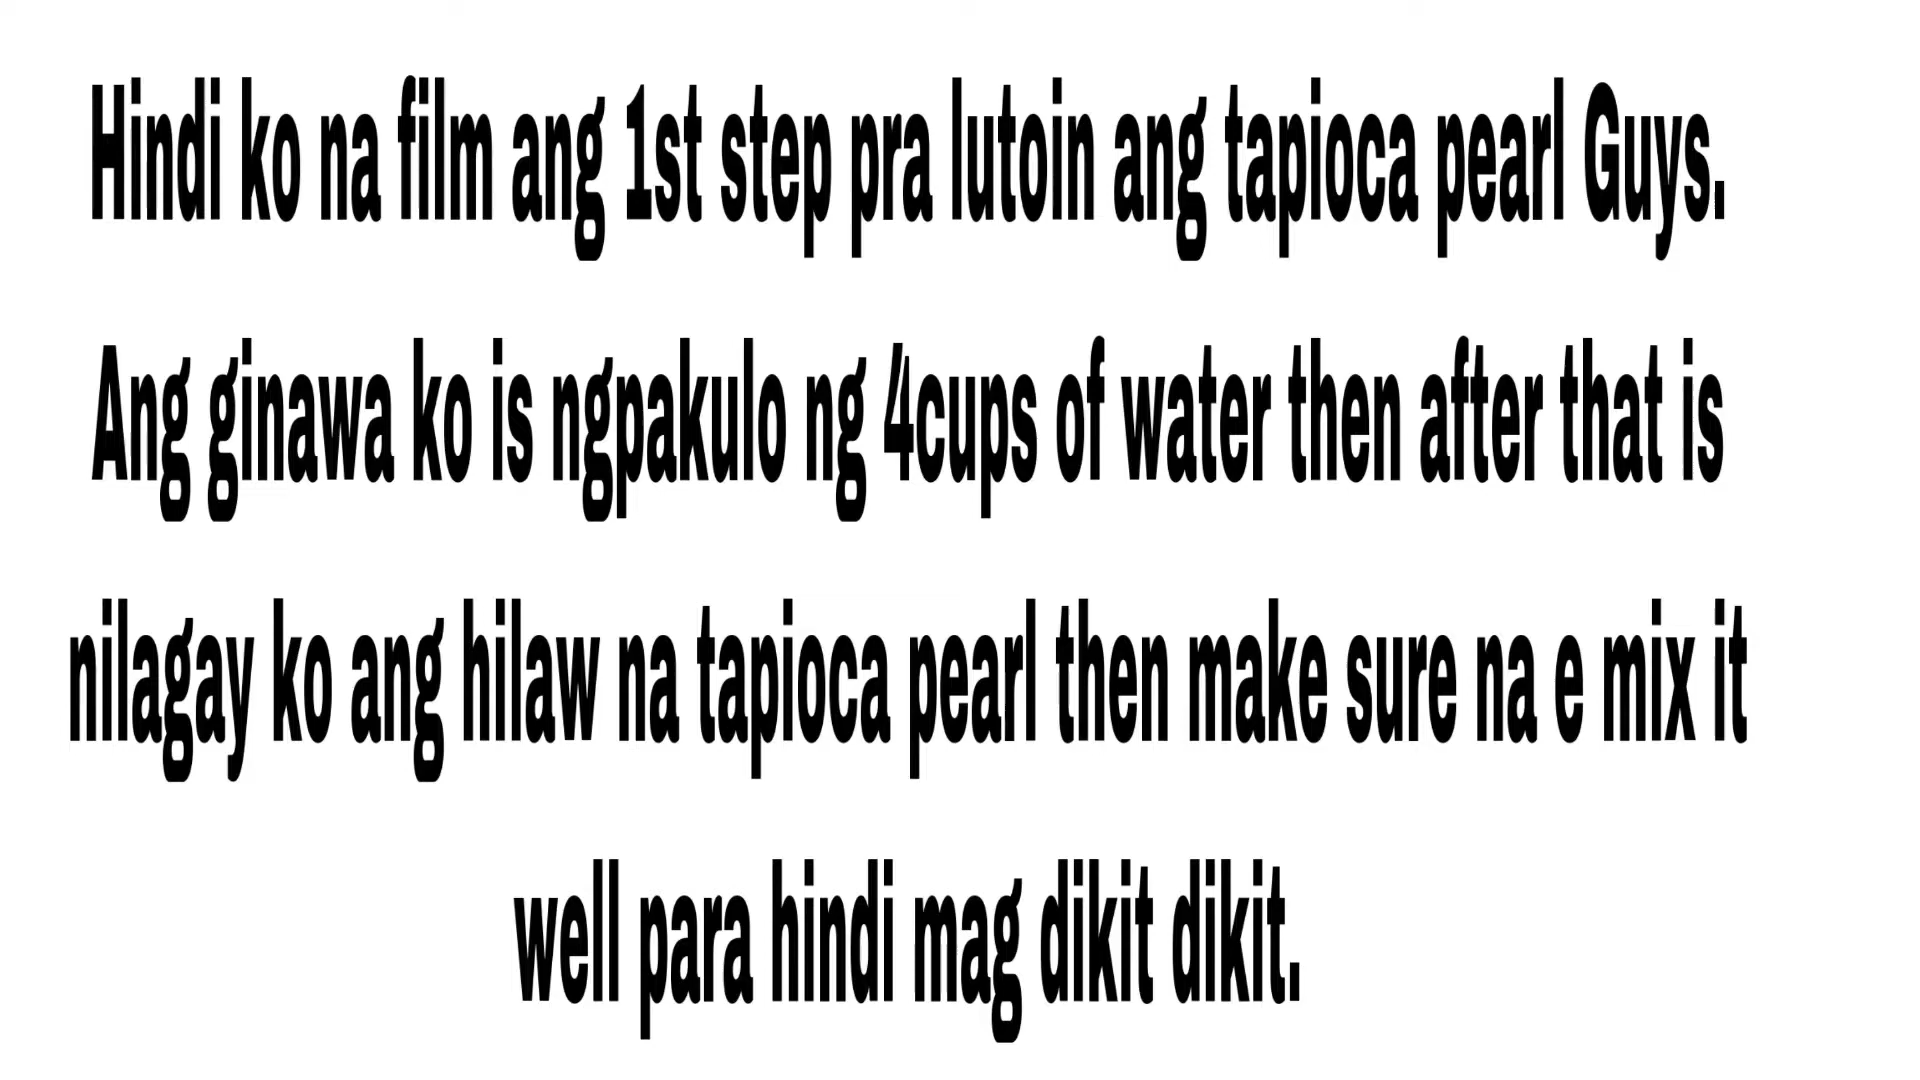 Hindi ko na film ang 1st step pra lutoin ang tapioca pearl Guys.
Ang ginawa ko is ngpakulo ng 4cups of water then after that is
nilagay ko ang hilaw na tapioca pearl then make sure na e mix it
well para hindi mag dikit dikit.